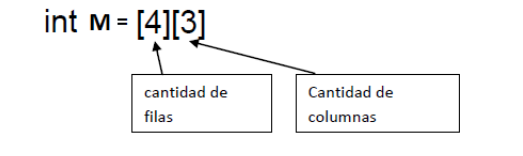 int M = [4][3]
cantidad de
filas
Cantidad de
columnas